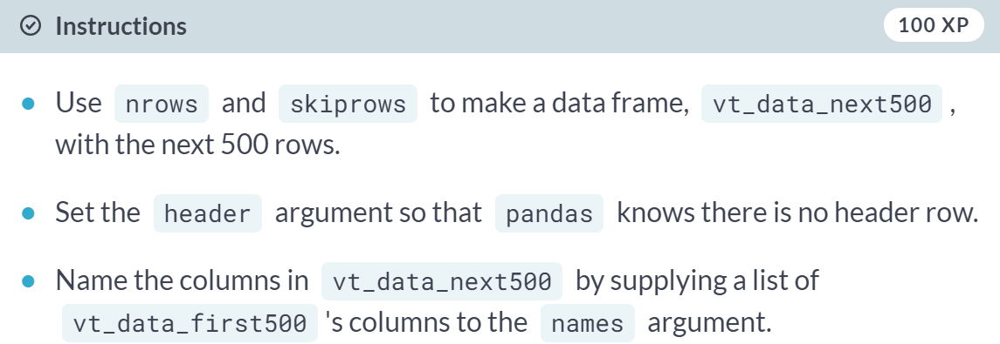 Instructions 100 XP
Use nrows and skiprows to make a data frame, vt_data_next500 ,
with the next 500 rows.
Set the header argument so that pandas knows there is no header row.
Name the columns in vt_data_next500 by supplying a list of
vt_data_first500 's columns to the names argument.